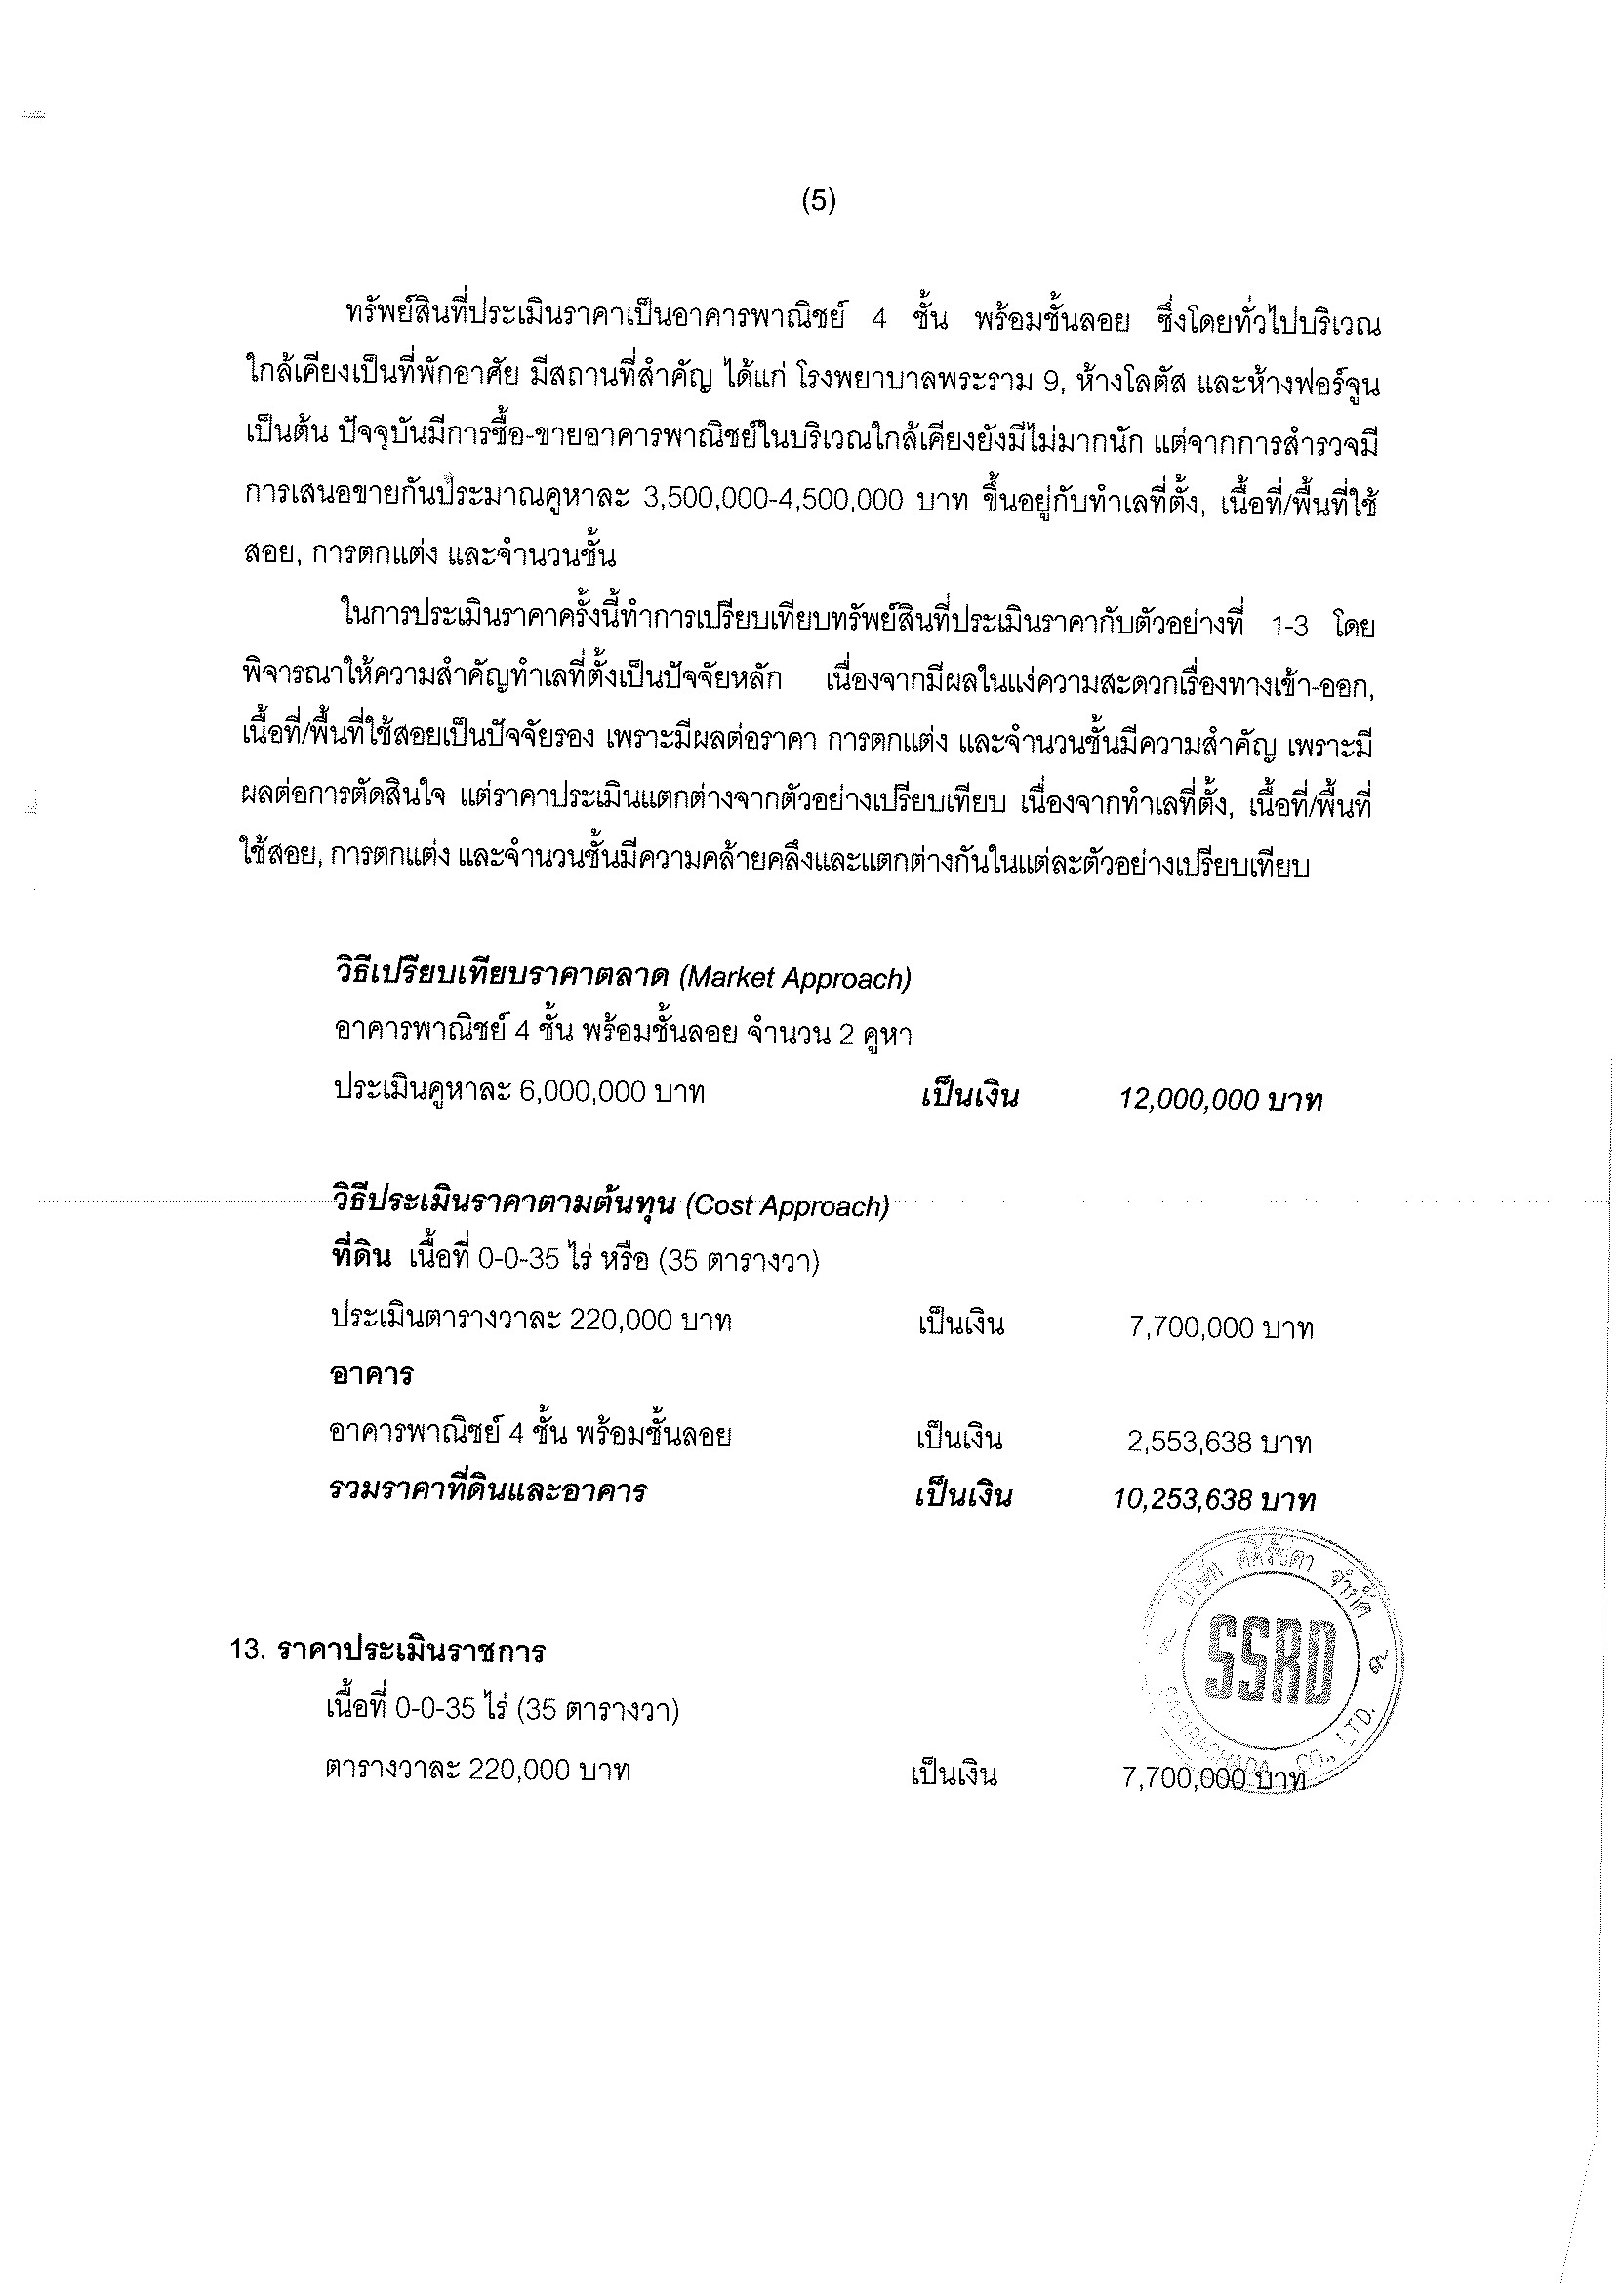 (5)
ทรัพย์สินที่ประเมินราคาเป็นอาคารพาณิชย์ 4 ชั้น พร้อมชั้นลอย ซึ่งโดยทั่วไปบริเวณ
ใกล้เคียงเป็นที่พักอาศัย มีสถานที่สำคัญ ได้แก่ โรงพยาบาลพระราม 9, ห้างโลตัส และห้างฟอร์จูน
เป็นต้น ปัจจุบันมีการซื้อ-ขายอาคารพาณิชย์ในบริเวณใกล้เคียงยังมีไม่มากนัก แต่จากการสำรวจมี
การเสนอขายกันประมาณคูหาละ 3,500,000-4,500,000 บาท ขึ้นอยู่กับทำเลที่ตั้ง, เนื้อที่/พื้นที่ใช้
สอย, การตกแต่ง และจำนวนชั้น
ในการประเมินราคาครั้งนี้ทำการเปรียบเทียบทรัพย์สินที่ประเมินราคากับตัวอย่างที่ 1-3 โดย
พิจารณาให้ความสำคัญทำเลที่ตั้งเป็นปัจจัยหลัก เนื่องจากมีผลในแง่ความสะดวกเรื่องทางเข้า-ออก,
เนื้อที่/พื้นที่ใช้สอยเป็นปัจจัยรอง เพราะมีผลต่อราคา การตกแต่ง และจำนวนชั้นมีความสำคัญ เพราะมี
ผลต่อการตัดสินใจ แต่ราคาประเมินแตกต่างจากตัวอย่างเปรียบเทียบ เนื่องจากทำเลที่ตั้ง, เนื้อที่/พื้นที่
ใช้สอย, การตกแต่ง และจำนวนชั้นมีความคล้ายคลึงและแตกต่างกันในแต่ละตัวอย่างเปรียบเทียบ
วิธีเปรียบเทียบราคาตลาด (Market Approach)
อาคารพาณิชย์ 4 ชั้น พร้อมชั้นลอย จำนวน 2 คูหา
ประเมินคูหาละ 6,000,000 บาท เป็นเงิน 12,000,000 บาท
วิธีประเมินราคาตามต้นทุน (Cost Approach)
ที่ดิน เนื้อที่ 0-0-35 ไร่ หรือ (35 ตารางวา)
ประเมินตารางวาละ 220,000 บาท เป็นเงิน 7,700,000 บาท
อาคาร
อาคารพาณิชย์ 4 ชั้น พร้อมชั้นลอย เป็นเงิน 2,553,638 บาท
รวมราคาที่ดินและอาคาร เป็นเงิน 10,253,638 บาท
บริษัท ศศิรัชดา จำกัด
SSRD
CO., LTD.
13. ราคาประเมินราชการ
เนื้อที่ 0-0-35 ไร่ (35 ตารางวา)
ตารางวาละ 220,000 บาท เป็นเงิน 7,700,000 บาท